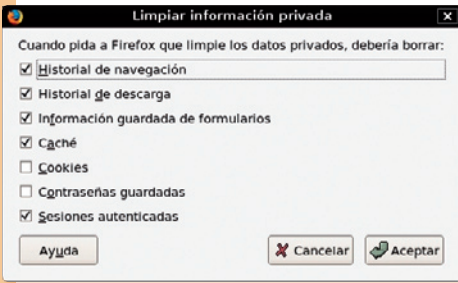 Limpiar información privada
Cuando pida a Firefox que limpie los datos privados, debería borrar:
Historial de navegación
Historial de descarga
Información guardada de formularios
Caché
Cookies
Contraseñas guardadas
Sesiones autenticadas
Ayuda
Cancelar
Aceptar